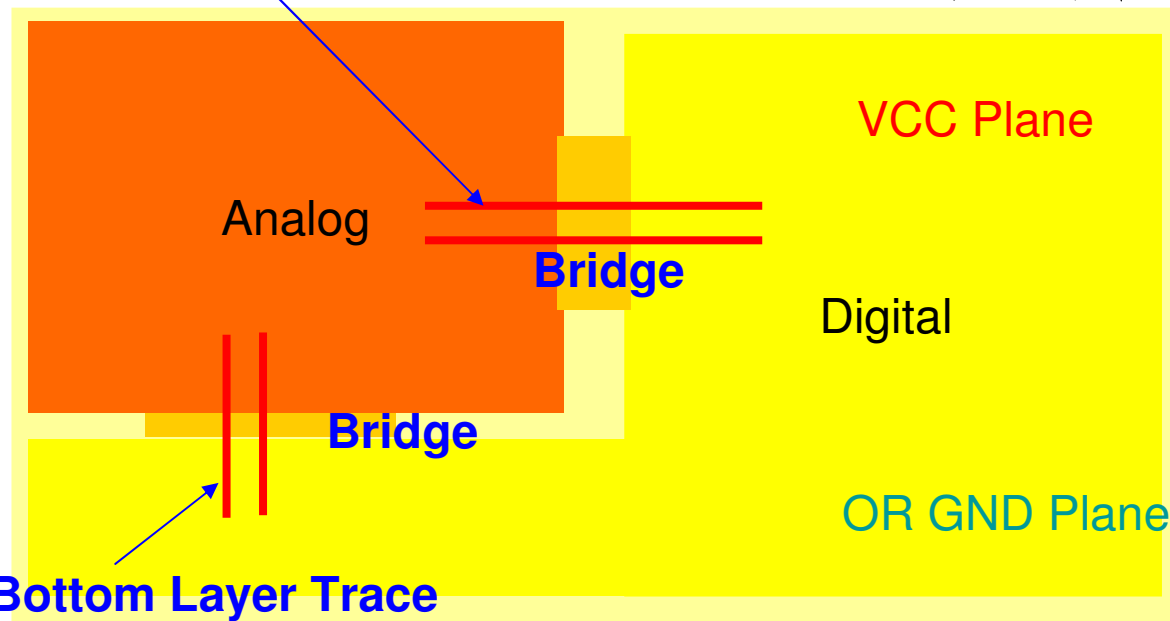 VCC Plane
Analog
Bridge
Digital
Bridge
OR GND Plane
Bottom Layer Trace